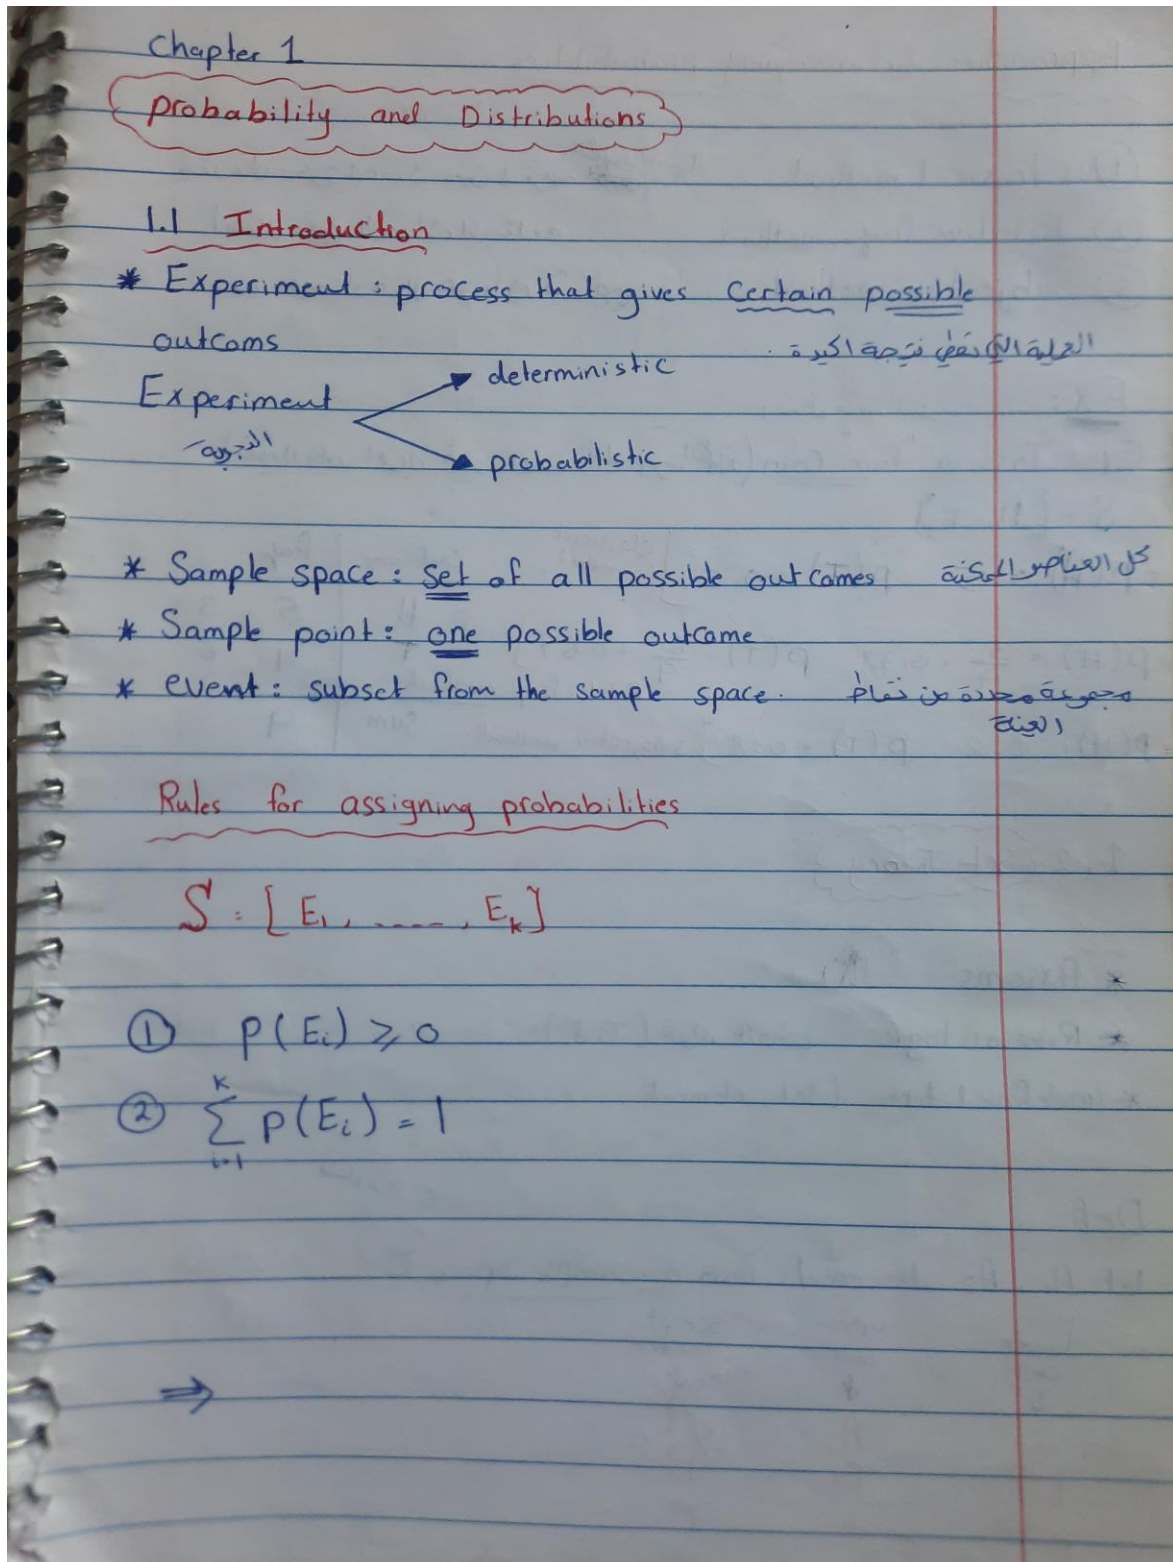 Chapter 1
Probability and Distributions
1.1 Introduction
* Experiment : process that gives Certain possible
outcoms العملية التي تعطي نتيجة اكيدة .
deterministic
Experiment
التجربة
probabilistic
* Sample space : set of all possible outcomes كل العناصر الممكنة
* Sample point : one possible outcome
* event : subset from the sample space. مجموعة محددة من نقاط
العينة
Rules for assigning probabilities
S = [ E₁, ...., Eₖ ]
① P(Eᵢ) ⩾ 0
② ∑ᵢ₌₁ᵏ P(Eᵢ) = 1
⇒